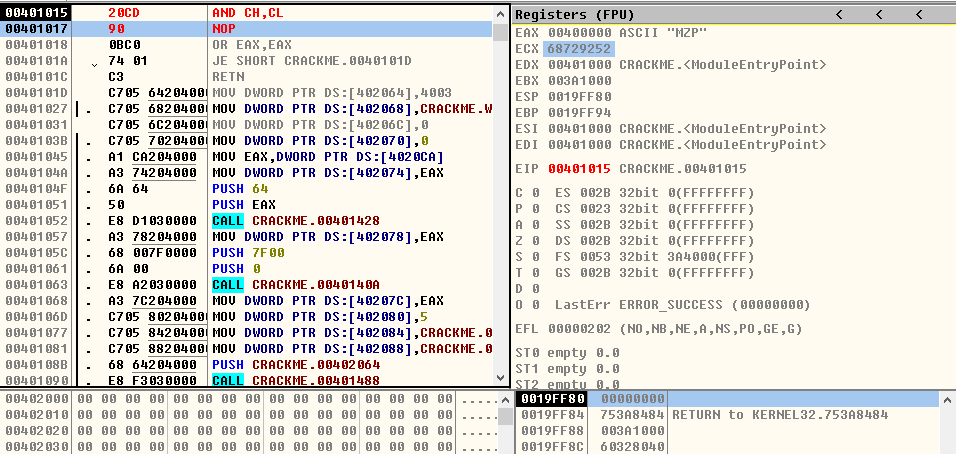 00401015 20CD AND CH,CL
00401017 90 NOP
00401018 0BC0 OR EAX,EAX
0040101A 74 01 JE SHORT CRACKME.0040101D
0040101C C3 RETN
0040101D C705 64204000 MOV DWORD PTR DS:[402064],4003
00401027 . C705 68204000 MOV DWORD PTR DS:[402068],CRACKME.W
00401031 C705 6C204000 MOV DWORD PTR DS:[40206C],0
0040103B . C705 70204000 MOV DWORD PTR DS:[402070],0
00401045 . A1 CA204000 MOV EAX,DWORD PTR DS:[4020CA]
0040104A . A3 74204000 MOV DWORD PTR DS:[402074],EAX
0040104F . 6A 64 PUSH 64
00401051 . 50 PUSH EAX
00401052 . E8 D1030000 CALL CRACKME.00401428
00401057 . A3 78204000 MOV DWORD PTR DS:[402078],EAX
0040105C . 68 007F0000 PUSH 7F00
00401061 . 6A 00 PUSH 0
00401063 . E8 A2030000 CALL CRACKME.0040140A
00401068 . A3 7C204000 MOV DWORD PTR DS:[40207C],EAX
0040106D . C705 80204000 MOV DWORD PTR DS:[402080],5
00401077 . C705 84204000 MOV DWORD PTR DS:[402084],CRACKME.0
00401081 . C705 88204000 MOV DWORD PTR DS:[402088],CRACKME.0
0040108B . 68 64204000 PUSH CRACKME.00402064
00401090 . E8 F3030000 CALL CRACKME.00401488
Registers (FPU) < < <
EAX 00400000 ASCII "MZP"
ECX 68729252
EDX 00401000 CRACKME.<ModuleEntryPoint>
EBX 003A1000
ESP 0019FF80
EBP 0019FF94
ESI 00401000 CRACKME.<ModuleEntryPoint>
EDI 00401000 CRACKME.<ModuleEntryPoint>
EIP 00401015 CRACKME.00401015
C 0 ES 002B 32bit 0(FFFFFFFF)
P 0 CS 0023 32bit 0(FFFFFFFF)
A 0 SS 002B 32bit 0(FFFFFFFF)
Z 0 DS 002B 32bit 0(FFFFFFFF)
S 0 FS 0053 32bit 3A4000(FFF)
T 0 GS 002B 32bit 0(FFFFFFFF)
D 0
O 0 LastErr ERROR_SUCCESS (00000000)
EFL 00000202 (NO,NB,NE,A,NS,PO,GE,G)
ST0 empty 0.0
ST1 empty 0.0
ST2 empty 0.0
00402000 00 00 00 00 00 00 00 00 00 00 00 00 00 00 00 00 .....
00402010 00 00 00 00 00 00 00 00 00 00 00 00 00 00 00 00 .....
00402020 00 00 00 00 00 00 00 00 00 00 00 00 00 00 00 00 .....
00402030 00 00 00 00 00 00 00 00 00 00 00 00 00 00 00 00 .....
0019FF80 00000000
0019FF84 753A8484 RETURN to KERNEL32.753A8484
0019FF88 003A1000
0019FF8C 60328040